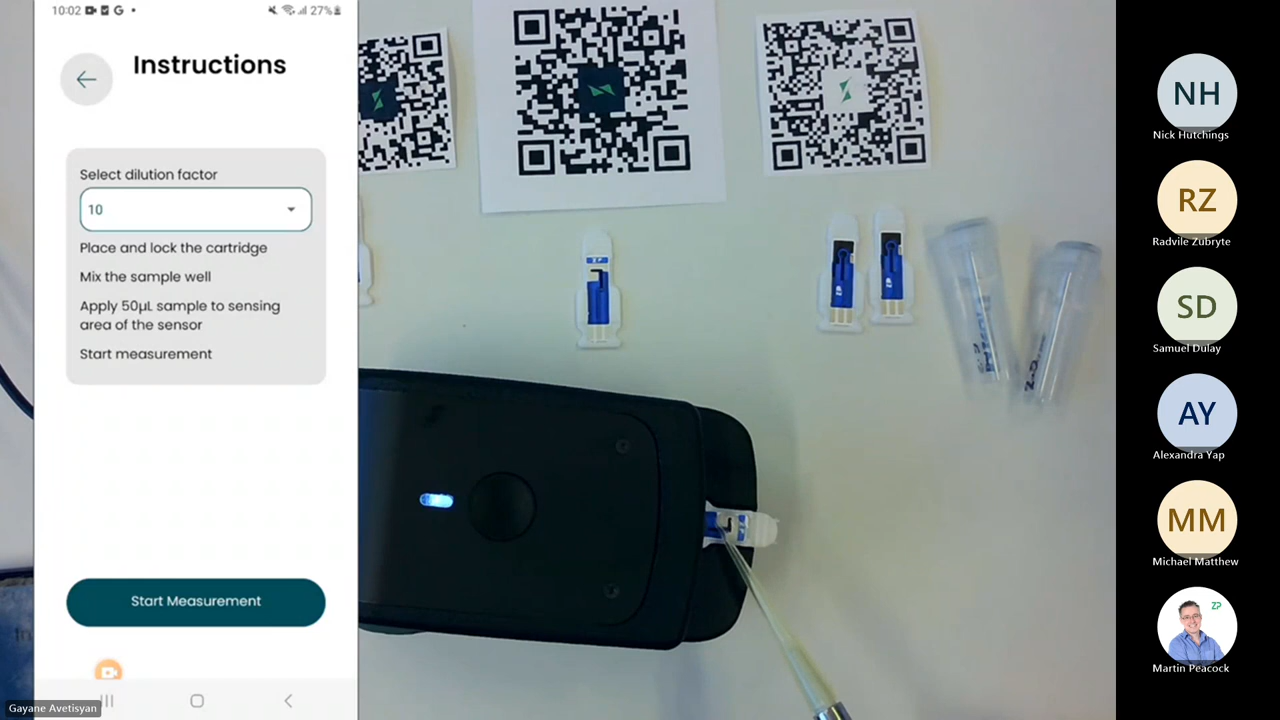 10:02
27%
Instructions
Select dilution factor
10
Place and lock the cartridge
Mix the sample well
Apply 50µL sample to sensing
area of the sensor
Start measurement
Start Measurement
Gayane Avetisyan
ZP
NH
Nick Hutchings
RZ
Radvile Zubryte
SD
Samuel Dulay
AY
Alexandra Yap
MM
Michael Matthew
ZP
Martin Peacock